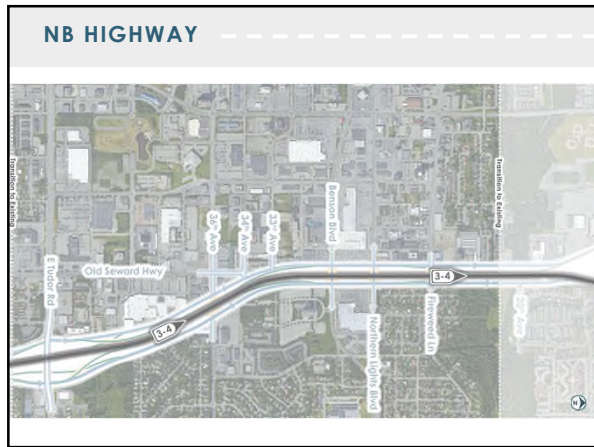 NB HIGHWAY
Transition to Existing
E Tudor Rd
Old Seward Hwy
36th Ave
34th Ave
33rd Ave
Benson Blvd
Northern Lights Blvd
Fireweed Ln
Transition to Existing
20th Ave
3-4
3-4
N